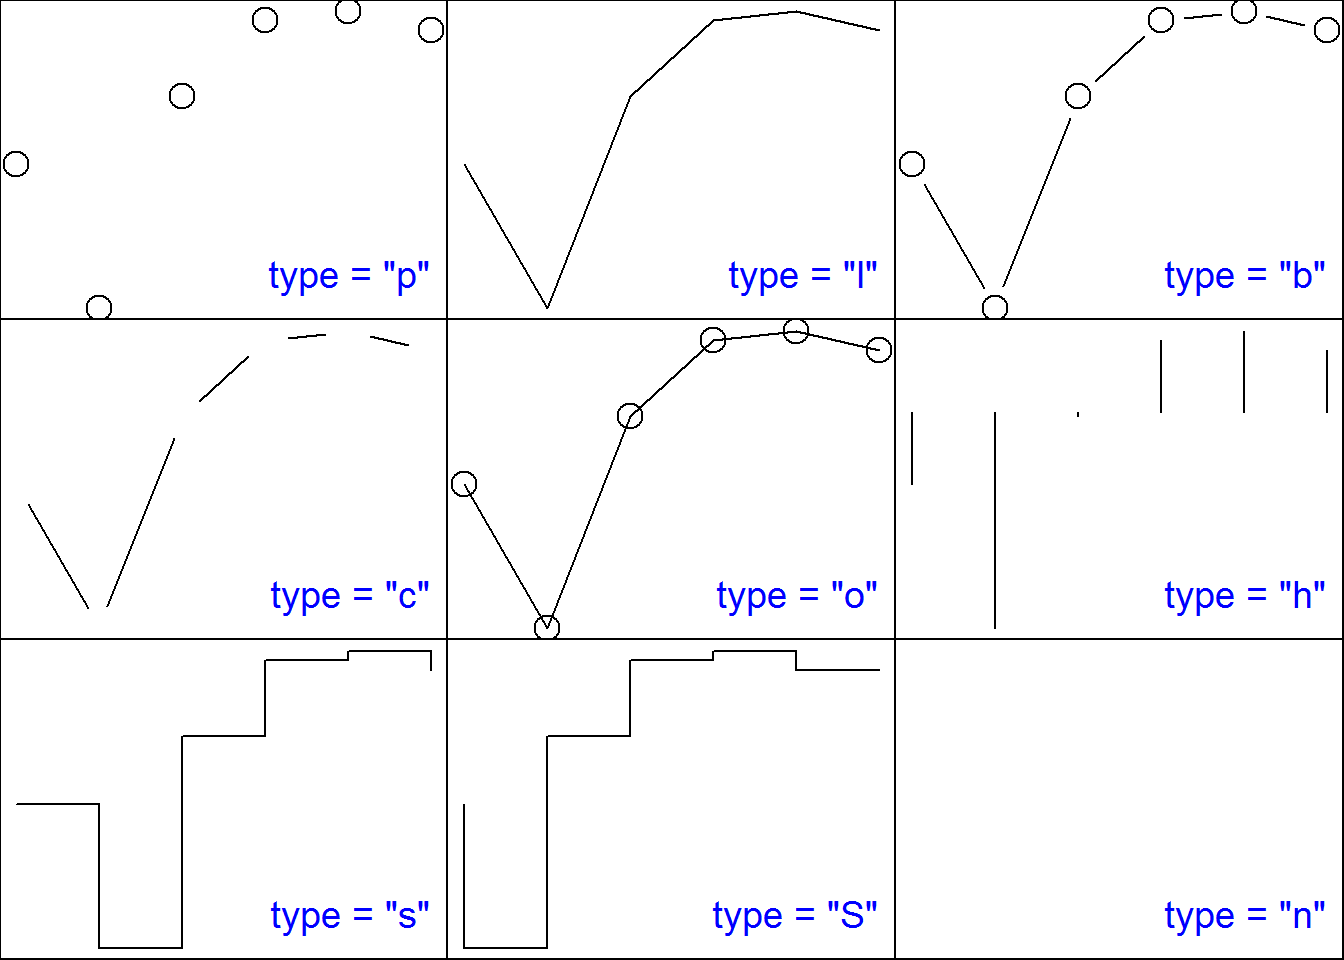 type = "p"
type = "l"
type = "b"
type = "c"
type = "o"
type = "h"
type = "s"
type = "S"
type = "n"